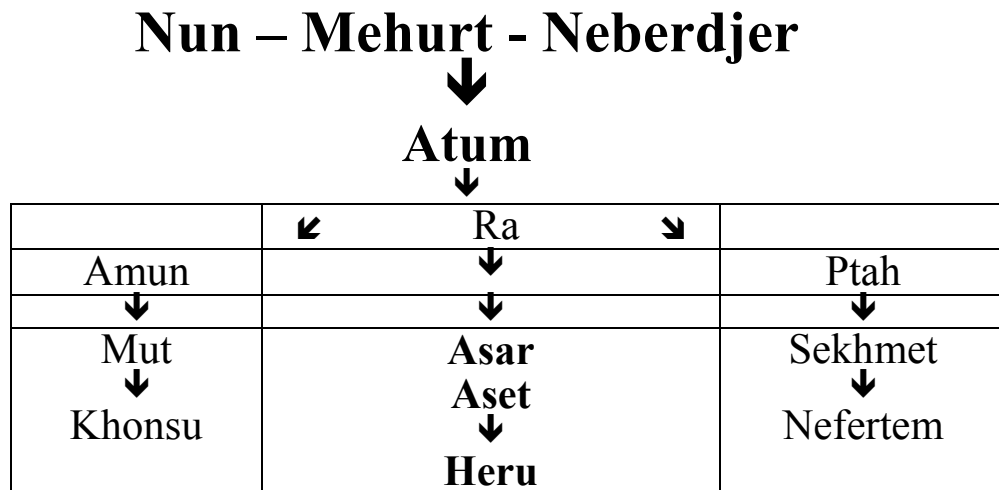 Nun – Mehurt - Neberdjer
🡻
Atum
🡻
🡿 Ra 🢆
Amun 🡻 Ptah
🡻 🡻 🡻
Mut Asar Sekhmet
🡻 Aset 🡻
Khonsu 🡻 Nefertem
Heru